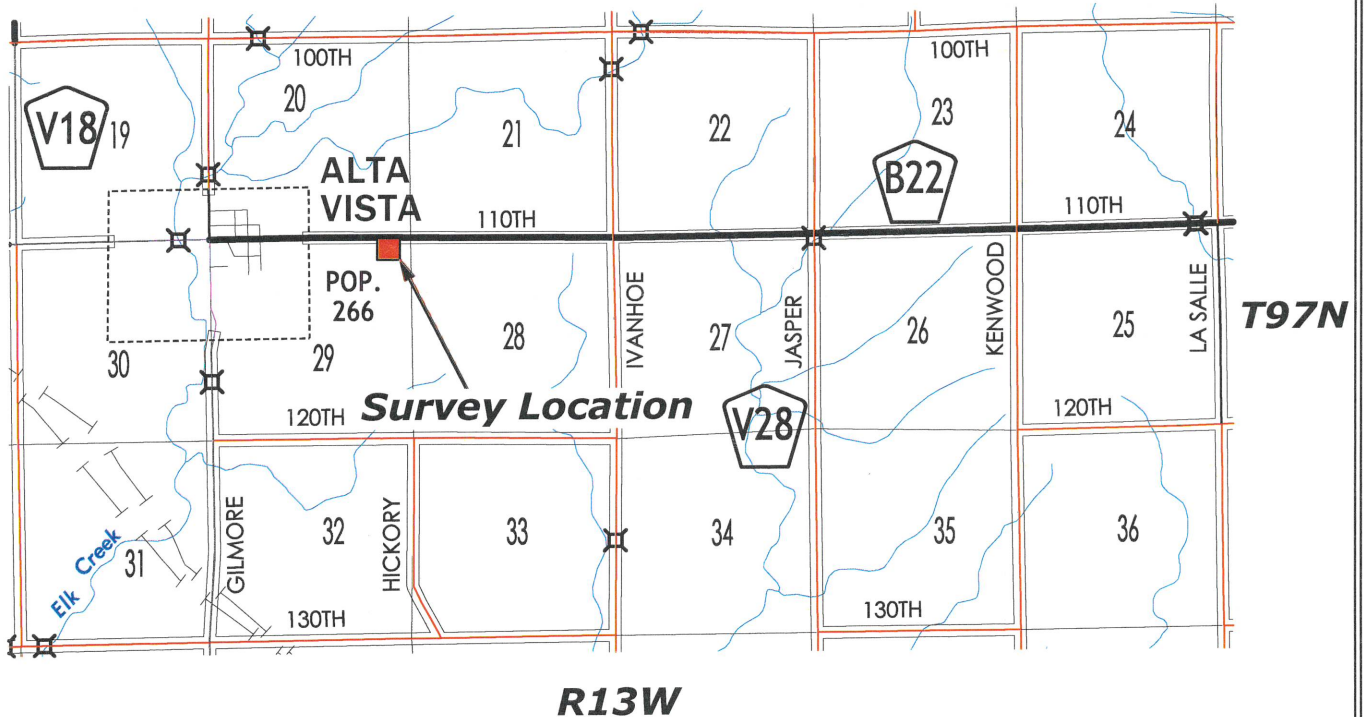 100TH
100TH
20
V18
19
21
22
23
24
B22
ALTA
VISTA
110TH
110TH
POP.
266
IVANHOE
JASPER
KENWOOD
LA SALLE
T97N
30
29
28
27
26
25
120TH
Survey Location
V28
120TH
GILMORE
HICKORY
32
33
34
35
36
31
Elk Creek
130TH
130TH
R13W